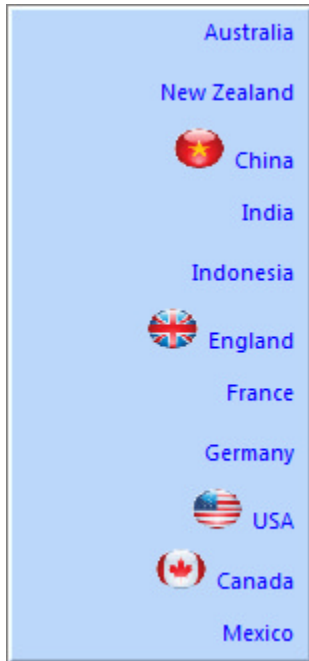 Australia
New Zealand
China
India
Indonesia
England
France
Germany
USA
Canada
Mexico